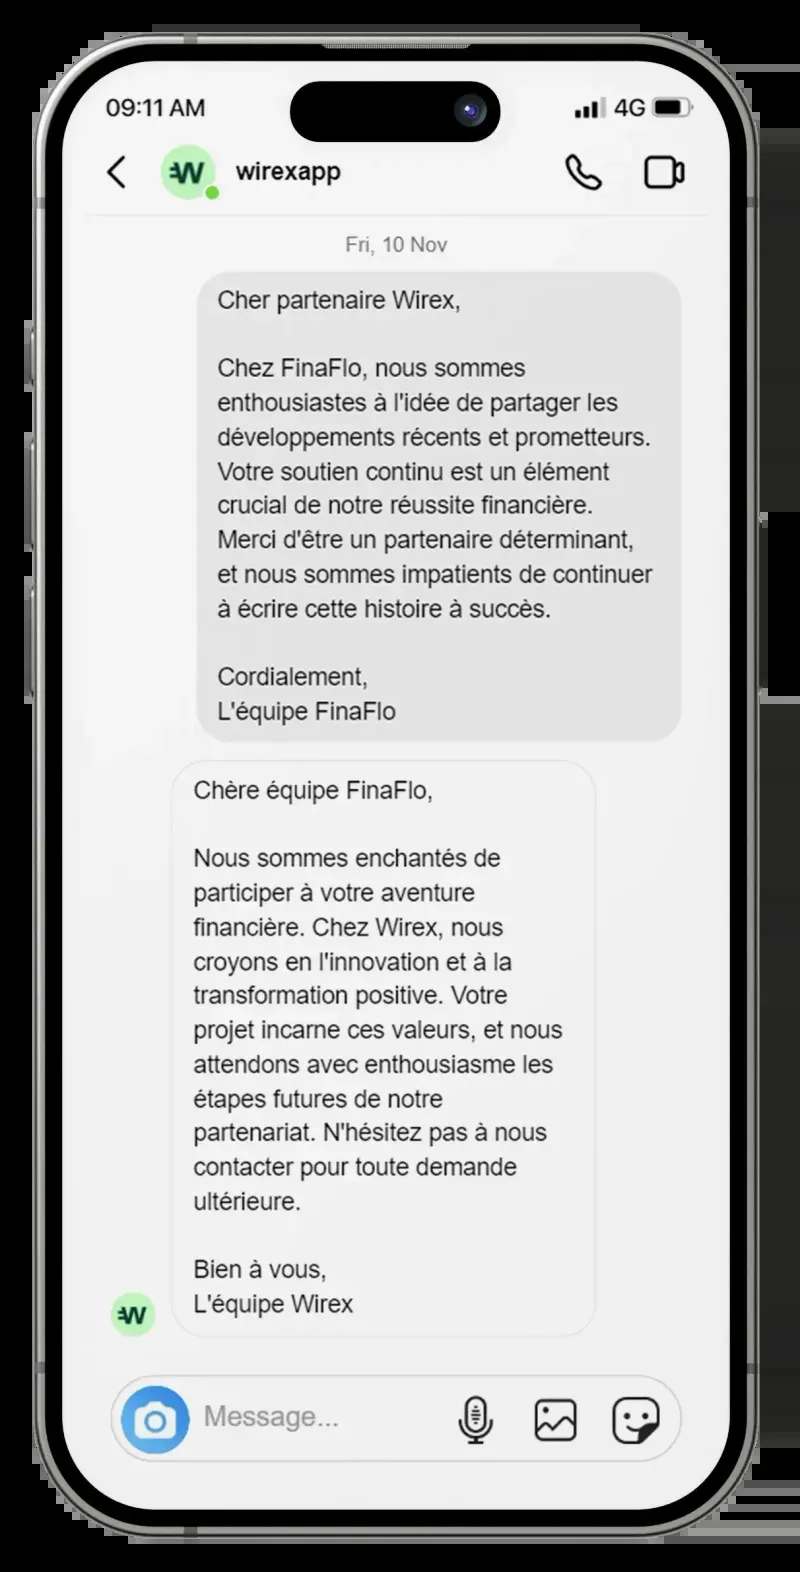 09:11 AM
4G
W
wirexapp
Fri, 10 Nov
Cher partenaire Wirex,
Chez FinaFlo, nous sommes
enthousiastes à l'idée de partager les
développements récents et prometteurs.
Votre soutien continu est un élément
crucial de notre réussite financière.
Merci d'être un partenaire déterminant,
et nous sommes impatients de continuer
à écrire cette histoire à succès.
Cordialement,
L'équipe FinaFlo
Chère équipe FinaFlo,
Nous sommes enchantés de
participer à votre aventure
financière. Chez Wirex, nous
croyons en l'innovation et à la
transformation positive. Votre
projet incarne ces valeurs, et nous
attendons avec enthousiasme les
étapes futures de notre
partenariat. N'hésitez pas à nous
contacter pour toute demande
ultérieure.
Bien à vous,
L'équipe Wirex
W
Message...